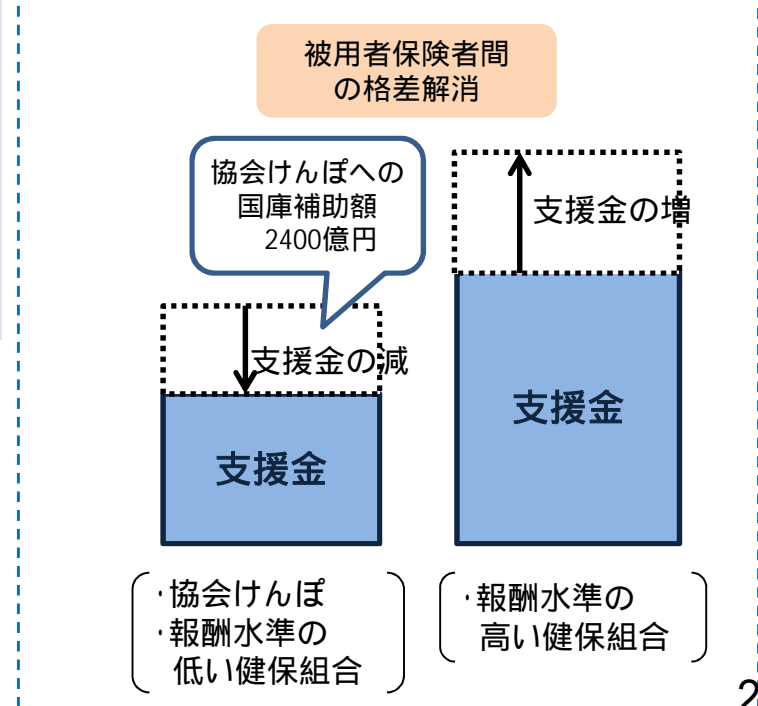 被用者保険者間
の格差解消
協会けんぽへの
国庫補助額
2400億円
支援金の増
支援金の減
支援金
支援金
・協会けんぽ
・報酬水準の
低い健保組合
・報酬水準の
高い健保組合
2